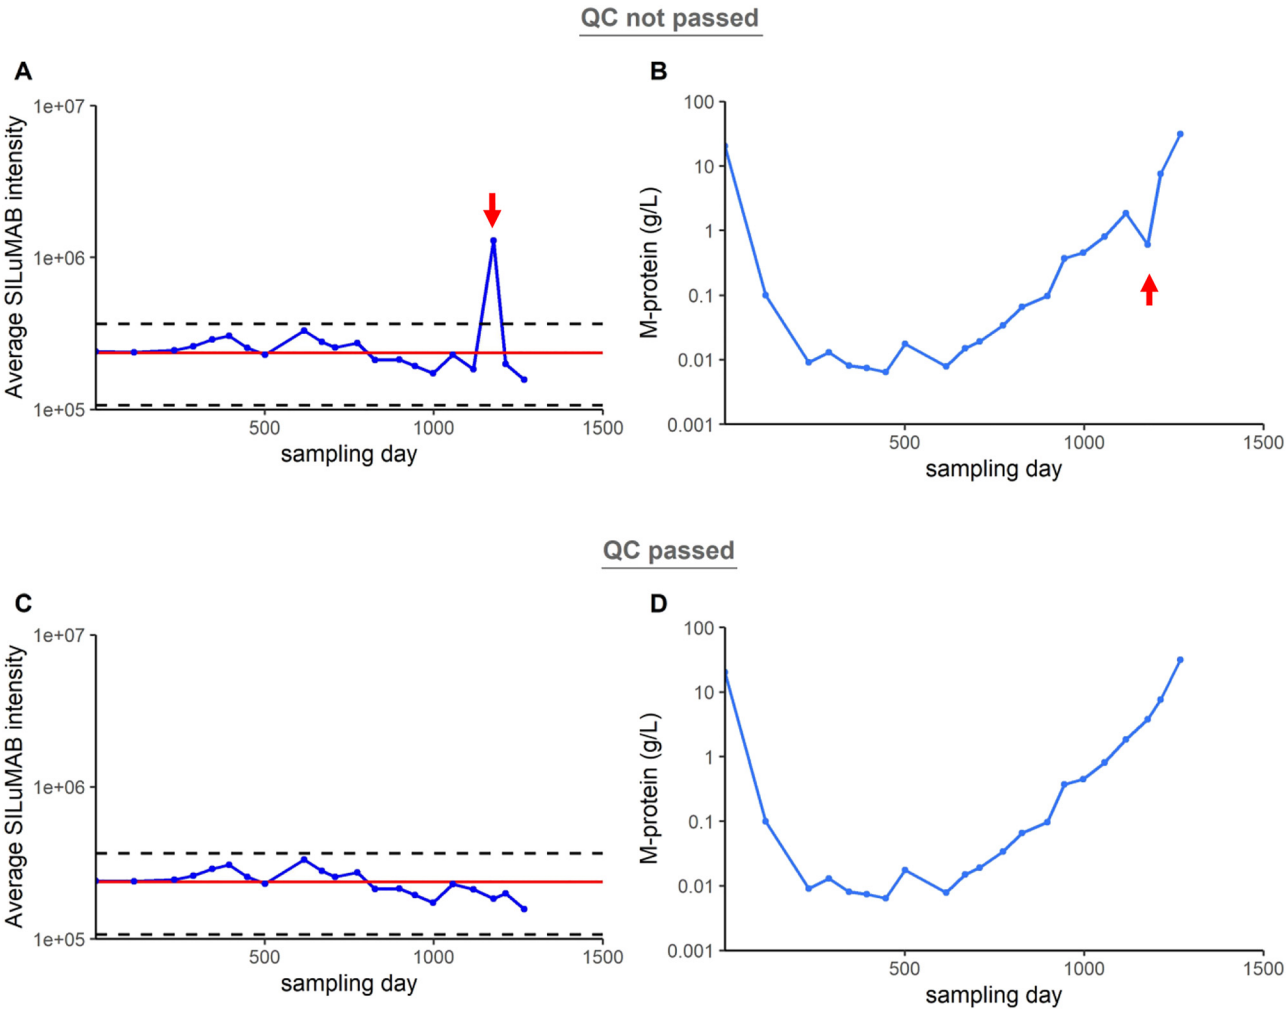 QC not passed
A
Average SILuMAB intensity
1e+07
1e+06
1e+05
500
1000
1500
sampling day
B
M-protein (g/L)
100
10
1
0.1
0.01
0.001
500
1000
1500
sampling day
QC passed
C
Average SILuMAB intensity
1e+07
1e+06
1e+05
500
1000
1500
sampling day
D
M-protein (g/L)
100
10
1
0.1
0.01
0.001
500
1000
1500
sampling day